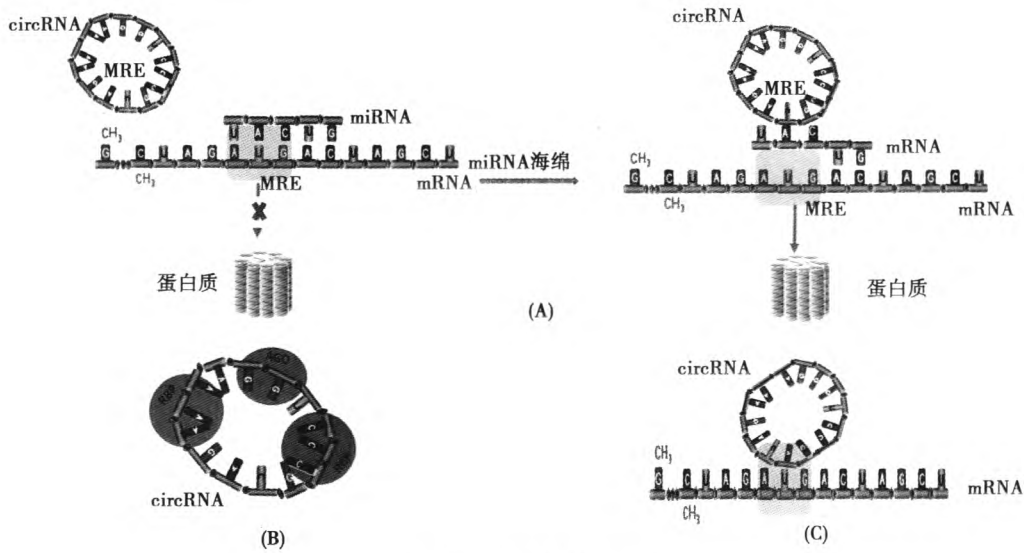 circRNA
MRE
miRNA
T A C U G
CH3
G C T A G A T G A C T A G C T
CH3
MRE
mRNA
miRNA海绵
蛋白质
circRNA
MRE
T A C
U G
mRNA
CH3
G C T A G A T G A C T A G C T
CH3
MRE
mRNA
蛋白质
(A)
AGO
RBP
circRNA
(B)
circRNA
CH3
G C U A G A U G A C U A G C U
CH3
mRNA
(C)